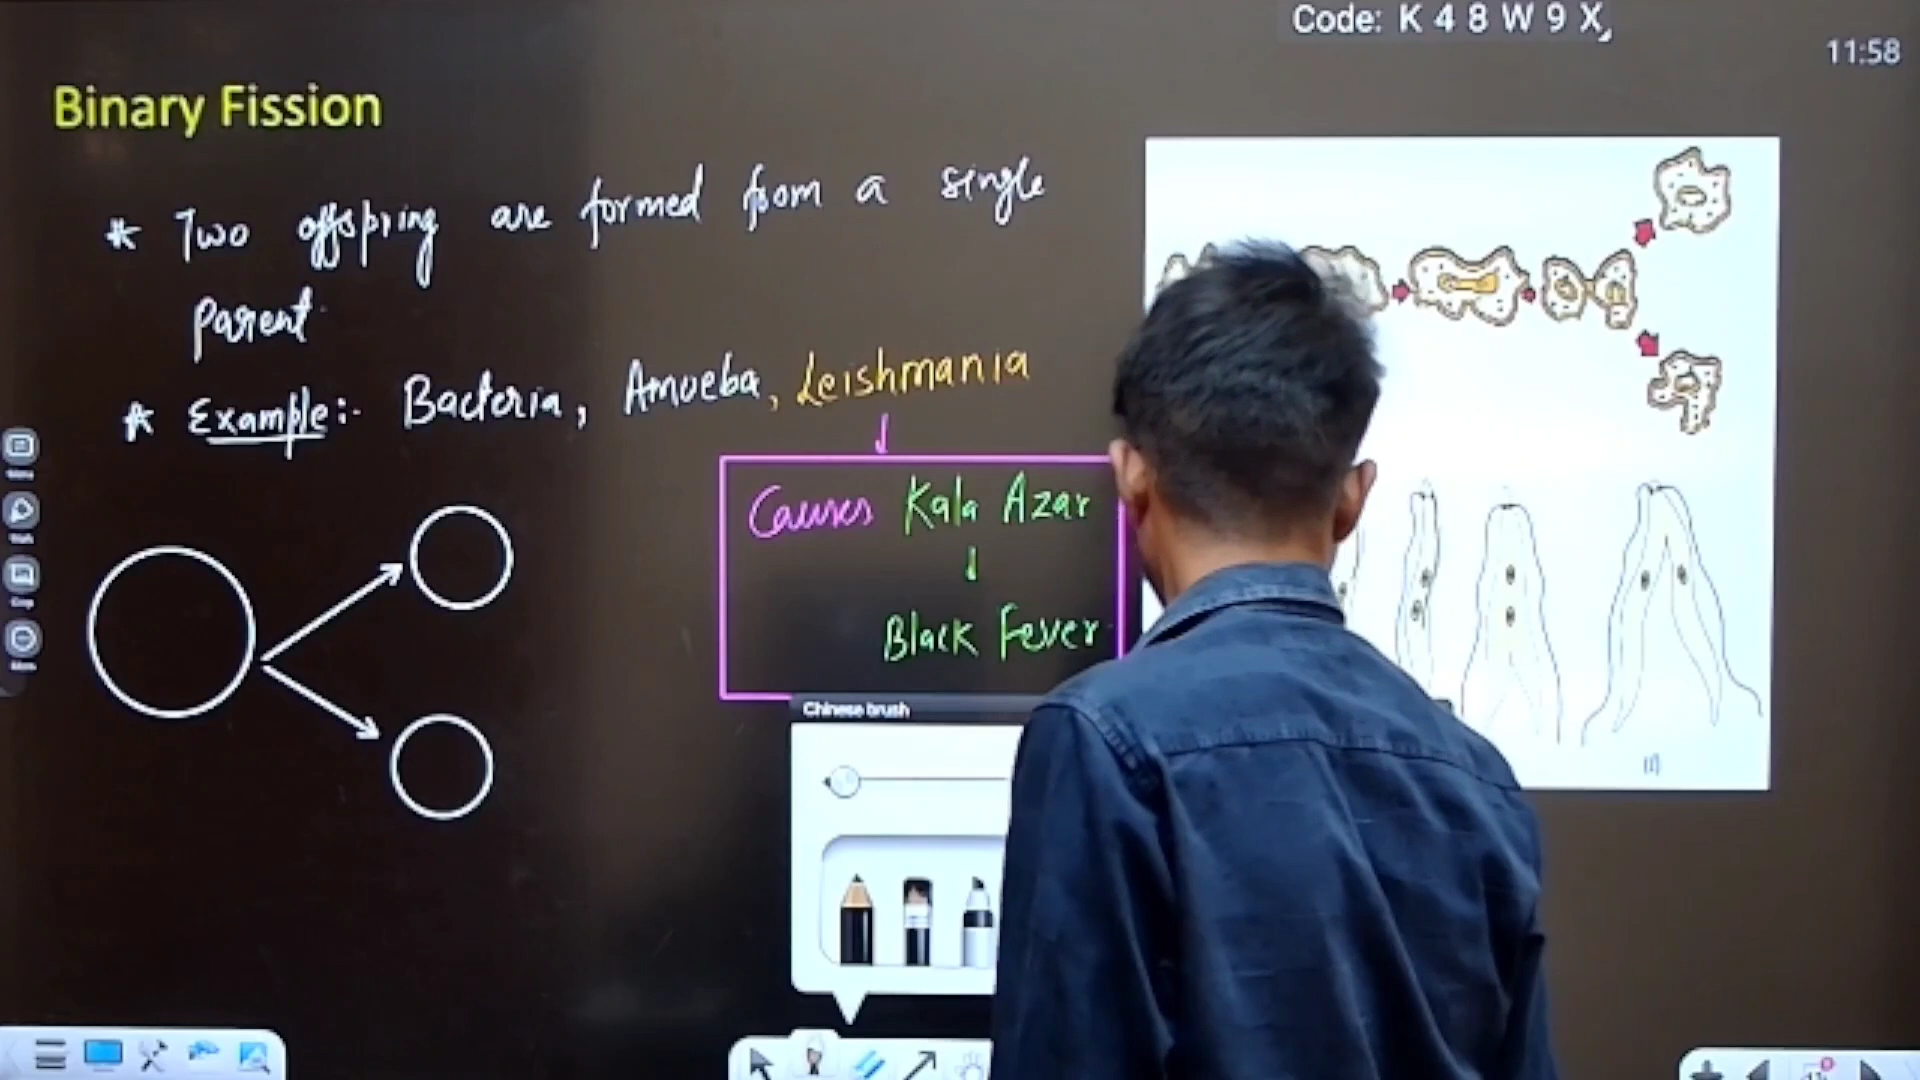 Code: K 4 8 W 9 X
11:58
Binary Fission
* Two offspring are formed from a single
parent
* Example:- Bacteria, Amoeba, Leishmania
↓
Causes Kala Azar
↓
Black Fever
Chinese brush